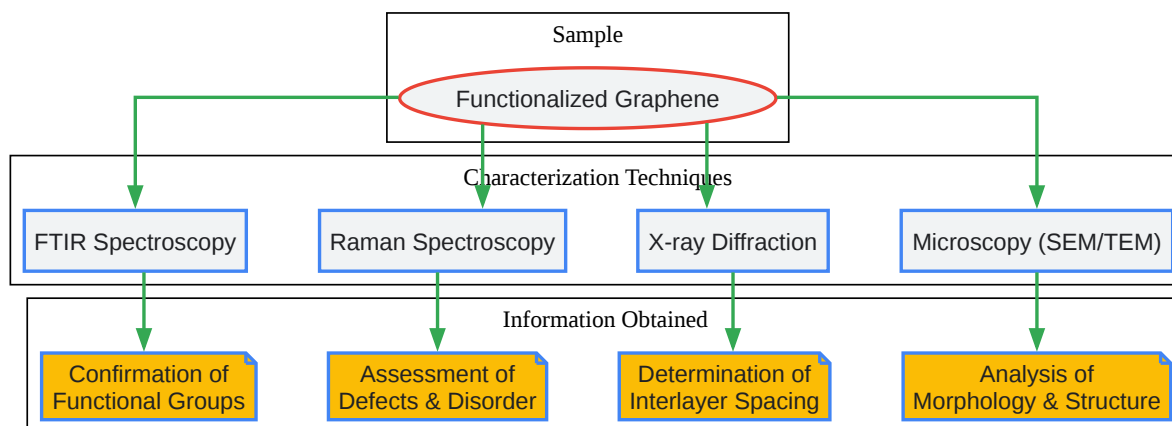 Sample
Functionalized Graphene
Characterization Techniques
FTIR Spectroscopy
Raman Spectroscopy
X-ray Diffraction
Microscopy (SEM/TEM)
Information Obtained
Confirmation of
Functional Groups
Assessment of
Defects & Disorder
Determination of
Interlayer Spacing
Analysis of
Morphology & Structure